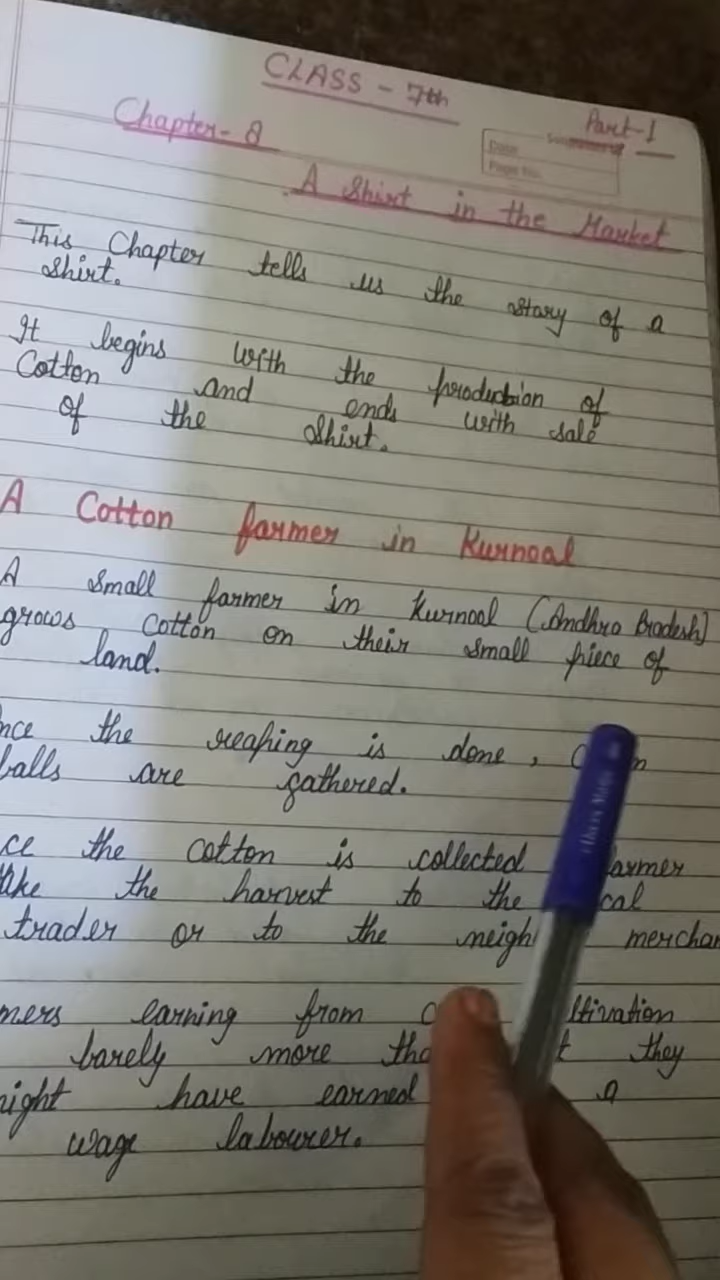 CLASS - 7th
Part-1
Chapter- 8
Date
Page No.
A Shirt in the Market
This Chapter tells us the story of a
Shirt.
It begins with the production of
Cotton and ends with sale
of the Shirt.
A Cotton farmer in Kurnoal
A small farmer in Kurnool (Andhra Pradesh)
grows cotton on their small piece of
land.
the reaping is done,
balls are gathered.
the cotton is collected
the harvest to the
trader or to the
earning from
barely more they
have earned a
wage labourer.